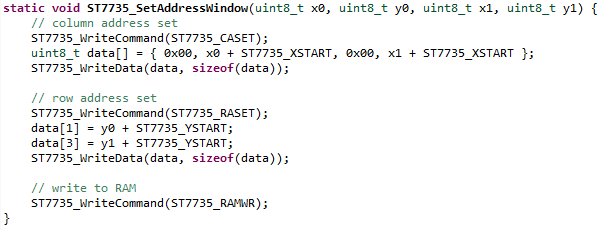 static void ST7735_SetAddressWindow(uint8_t x0, uint8_t y0, uint8_t x1, uint8_t y1) {
    // column address set
    ST7735_WriteCommand(ST7735_CASET);
    uint8_t data[] = { 0x00, x0 + ST7735_XSTART, 0x00, x1 + ST7735_XSTART };
    ST7735_WriteData(data, sizeof(data));

    // row address set
    ST7735_WriteCommand(ST7735_RASET);
    data[1] = y0 + ST7735_YSTART;
    data[3] = y1 + ST7735_YSTART;
    ST7735_WriteData(data, sizeof(data));

    // write to RAM
    ST7735_WriteCommand(ST7735_RAMWR);
}